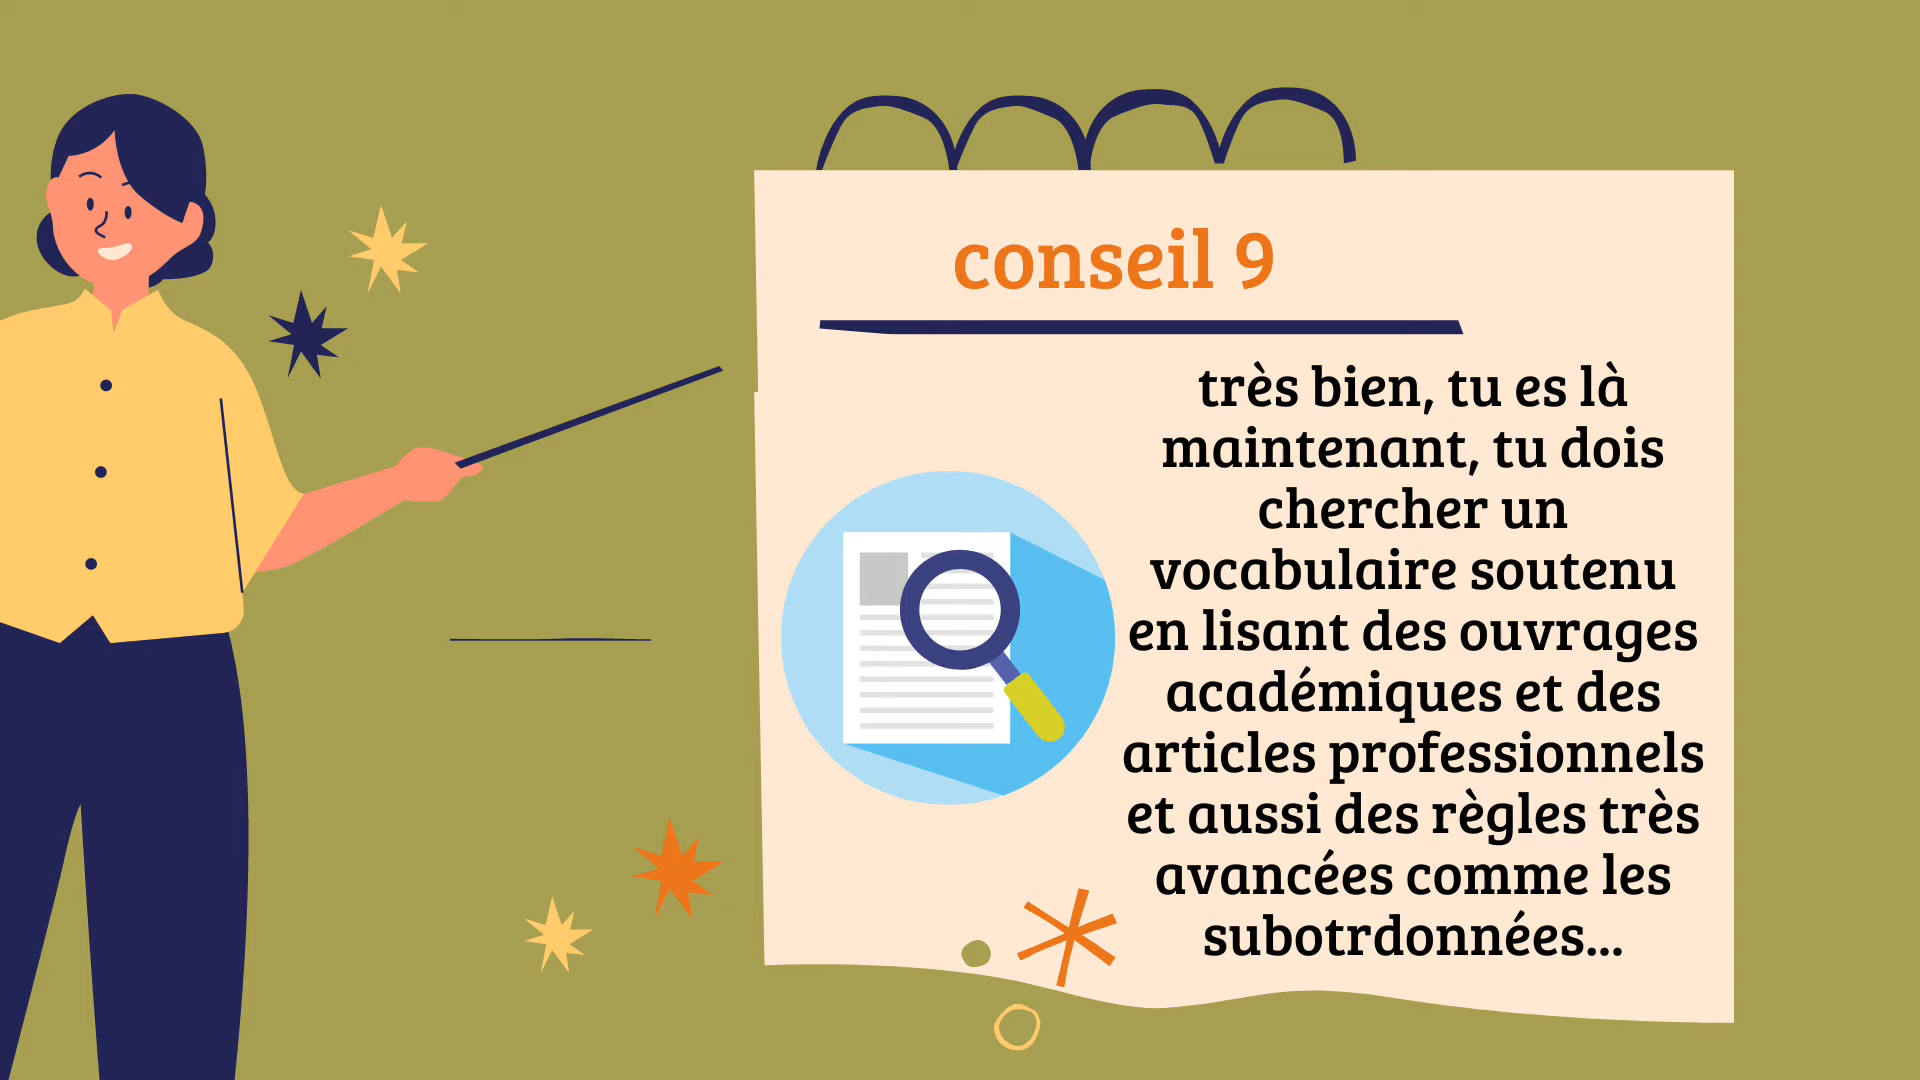 conseil 9
très bien, tu es là
maintenant, tu dois
chercher un
vocabulaire soutenu
en lisant des ouvrages
académiques et des
articles professionnels
et aussi des règles très
avancées comme les
subotrdonnées...